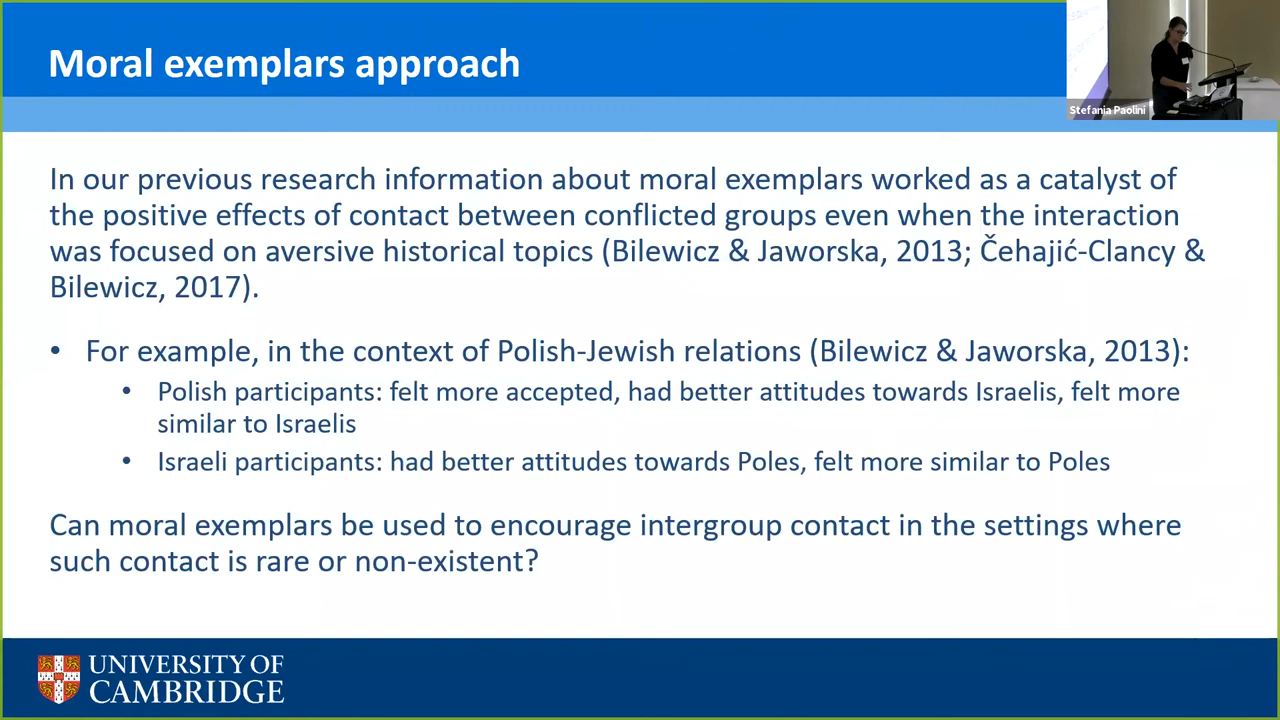 Moral exemplars approach
Stefania Paolini
In our previous research information about moral exemplars worked as a catalyst of
the positive effects of contact between conflicted groups even when the interaction
was focused on aversive historical topics (Bilewicz & Jaworska, 2013; Čehajić-Clancy &
Bilewicz, 2017).
• For example, in the context of Polish-Jewish relations (Bilewicz & Jaworska, 2013):
• Polish participants: felt more accepted, had better attitudes towards Israelis, felt more
similar to Israelis
• Israeli participants: had better attitudes towards Poles, felt more similar to Poles
Can moral exemplars be used to encourage intergroup contact in the settings where
such contact is rare or non-existent?
UNIVERSITY OF
CAMBRIDGE